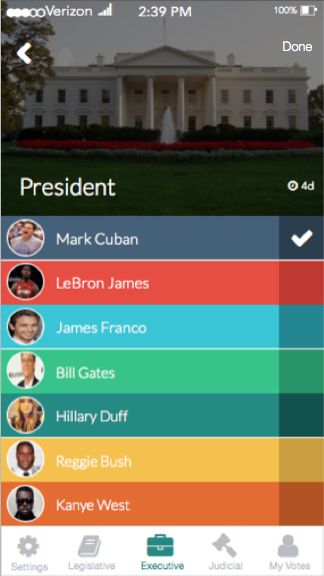 Verizon 2:39 PM 100%
Done
President 4d
Mark Cuban
LeBron James
James Franco
Bill Gates
Hillary Duff
Reggie Bush
Kanye West
Settings Legislative Executive Judicial My Votes